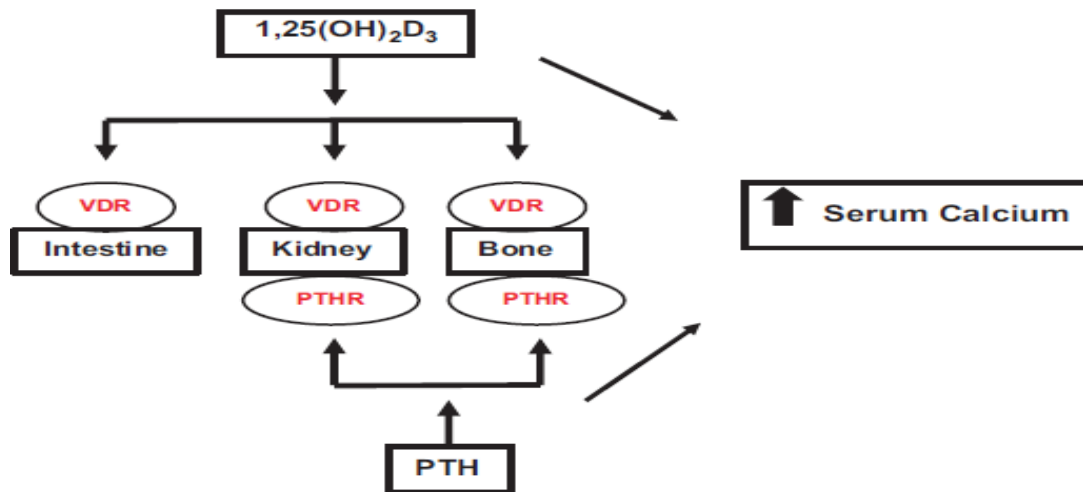 1,25(OH)₂D₃
VDR VDR VDR
Intestine Kidney Bone
Serum Calcium
PTHR PTHR
PTH